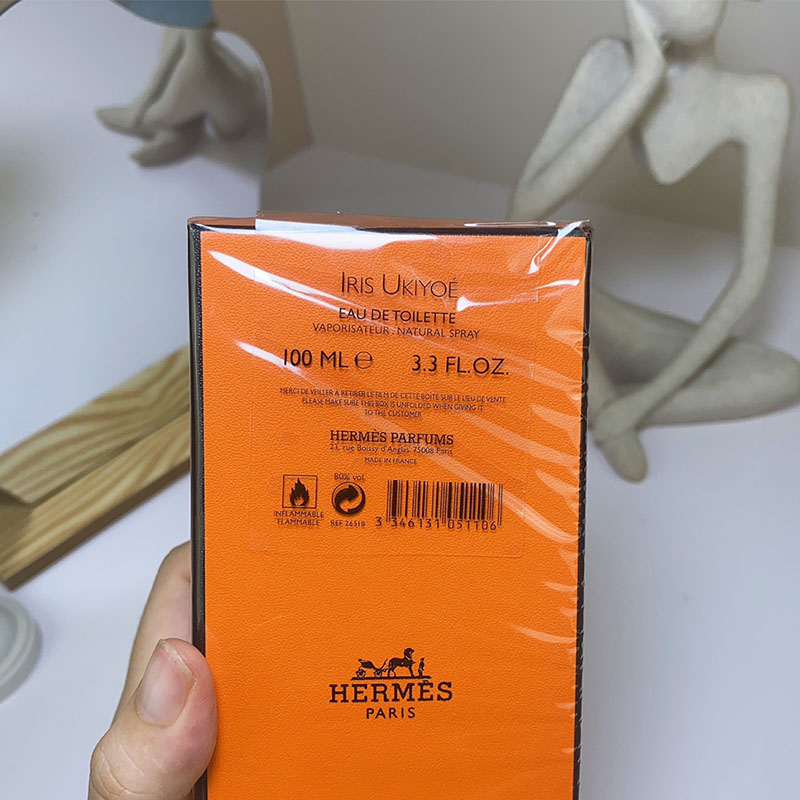 IRIS UKIYOÉ
EAU DE TOILETTE
VAPORISATEUR . NATURAL SPRAY
100 ML ℮ 3.3 FL.OZ.
MERCI DE VEILLER A RETIRER LE FILM DE CETTE BOITE SUR LE LIEU DE VENTE
PLEASE MAKE SURE THIS BOX IS UNFOLDED WHEN GIVING IT
TO THE CUSTOMER
HERMÈS PARFUMS
23, rue Boissy d'Anglas 75008 Paris
MADE IN FRANCE
80% vol.
INFLAMMABLE
FLAMMABLE
REF 26518
3 346131 051106
HERMÈS
PARIS